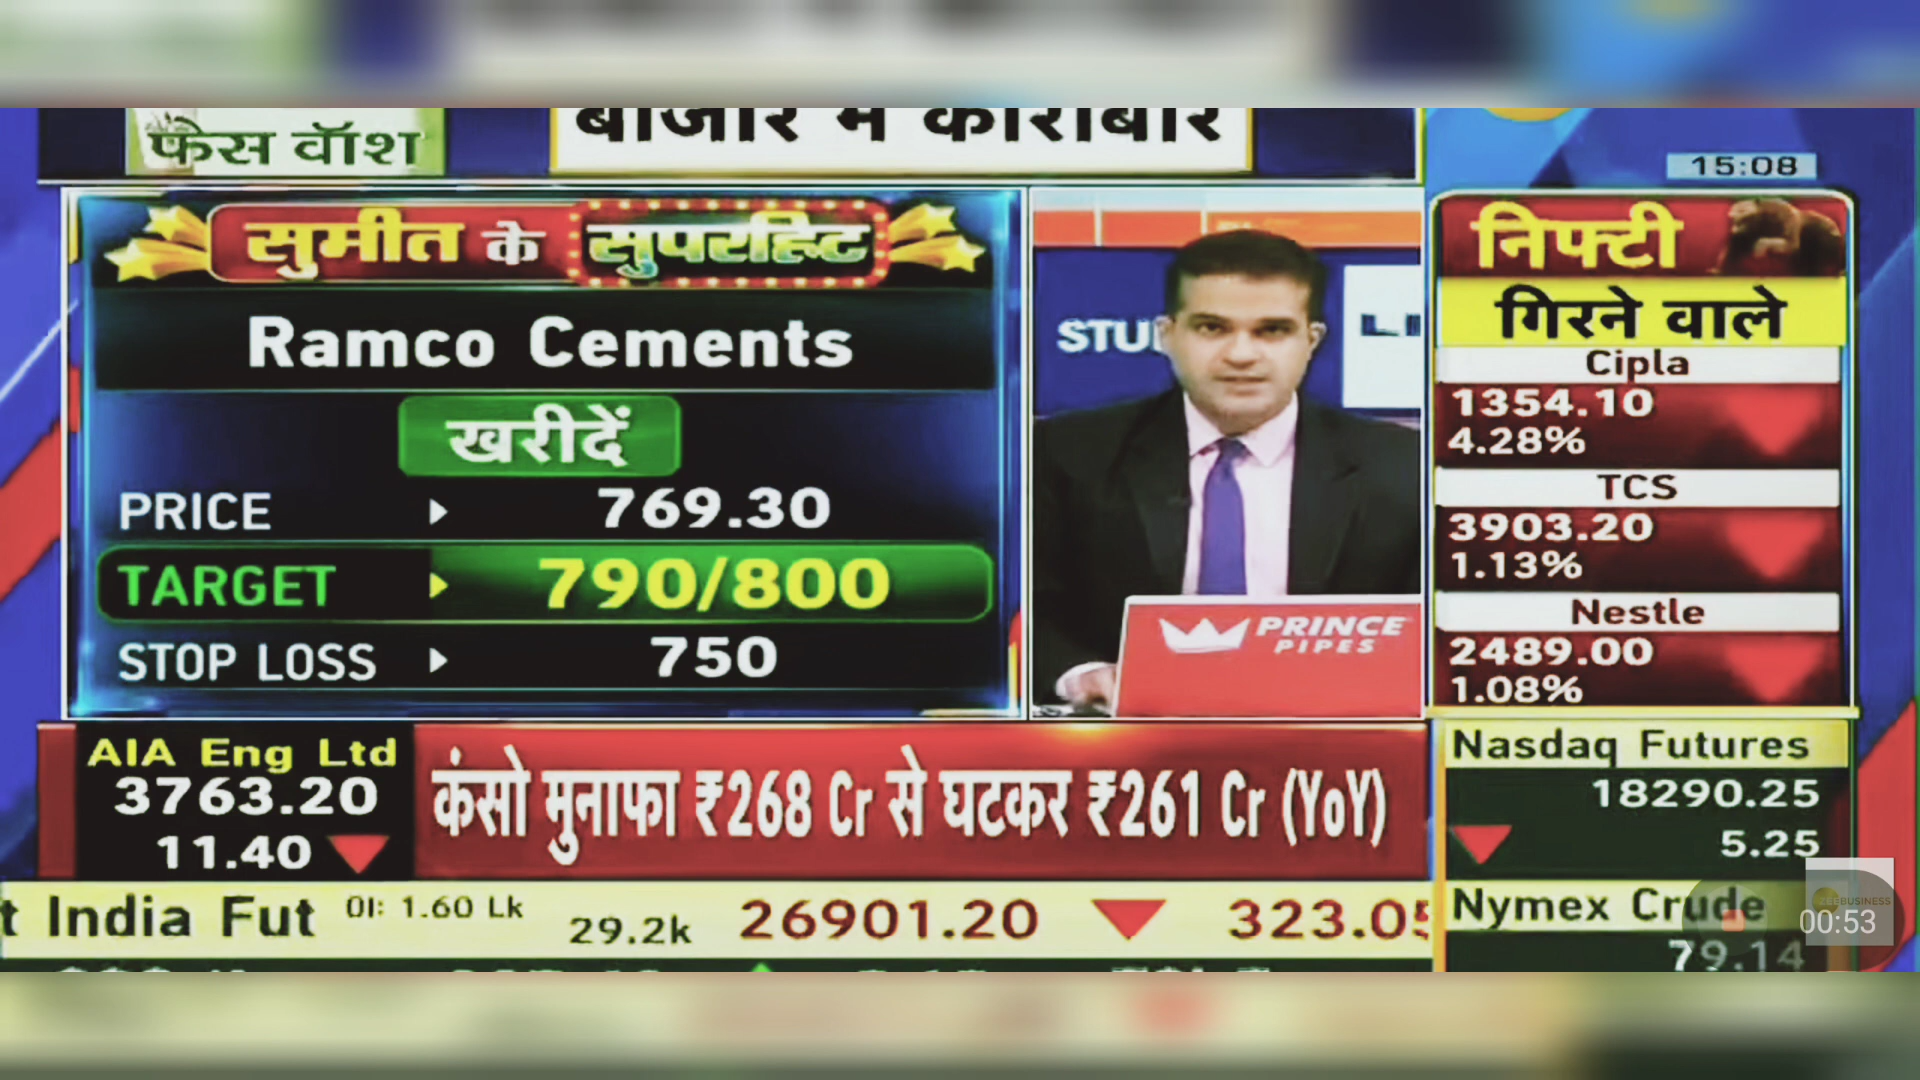 फेस वॉश
बाजार में कारोबार
15:08
सुमीत के सुपरहिट
Ramco Cements
खरीदें
PRICE 769.30
TARGET 790/800
STOP LOSS 750
STU
PRINCE
PIPES
निफ्टी
गिरने वाले
Cipla
1354.10
4.28%
TCS
3903.20
1.13%
Nestle
2489.00
1.08%
AIA Eng Ltd
3763.20
11.40
कंसो मुनाफा ₹268 Cr से घटकर ₹261 Cr (YoY)
Nasdaq Futures
18290.25
5.25
t India Fut OI: 1.60 Lk 29.2k 26901.20 323.05
Nymex Crude
79.14
ZEEBUSINESS
00:53